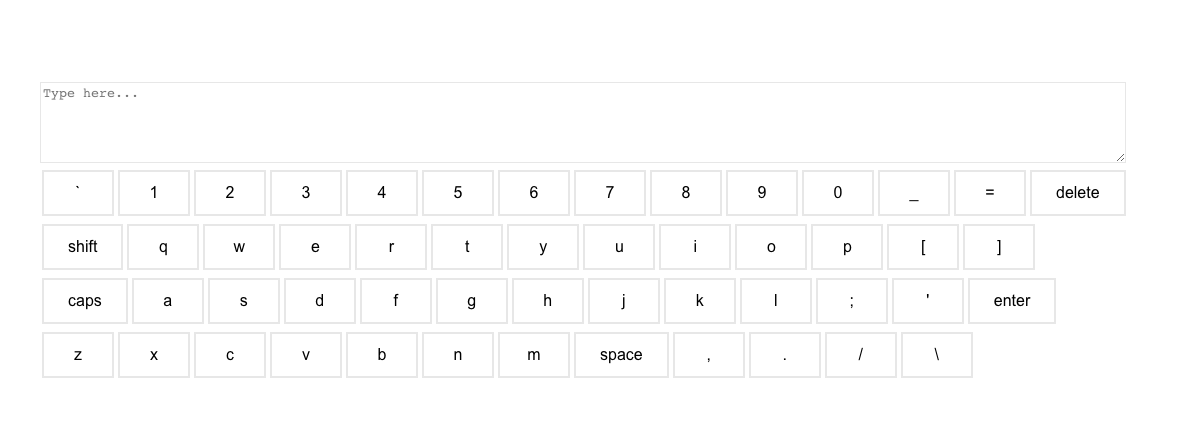 Type here...
` 1 2 3 4 5 6 7 8 9 0 _ = delete
shift q w e r t y u i o p [ ]
caps a s d f g h j k l ; ' enter
z x c v b n m space , . / \